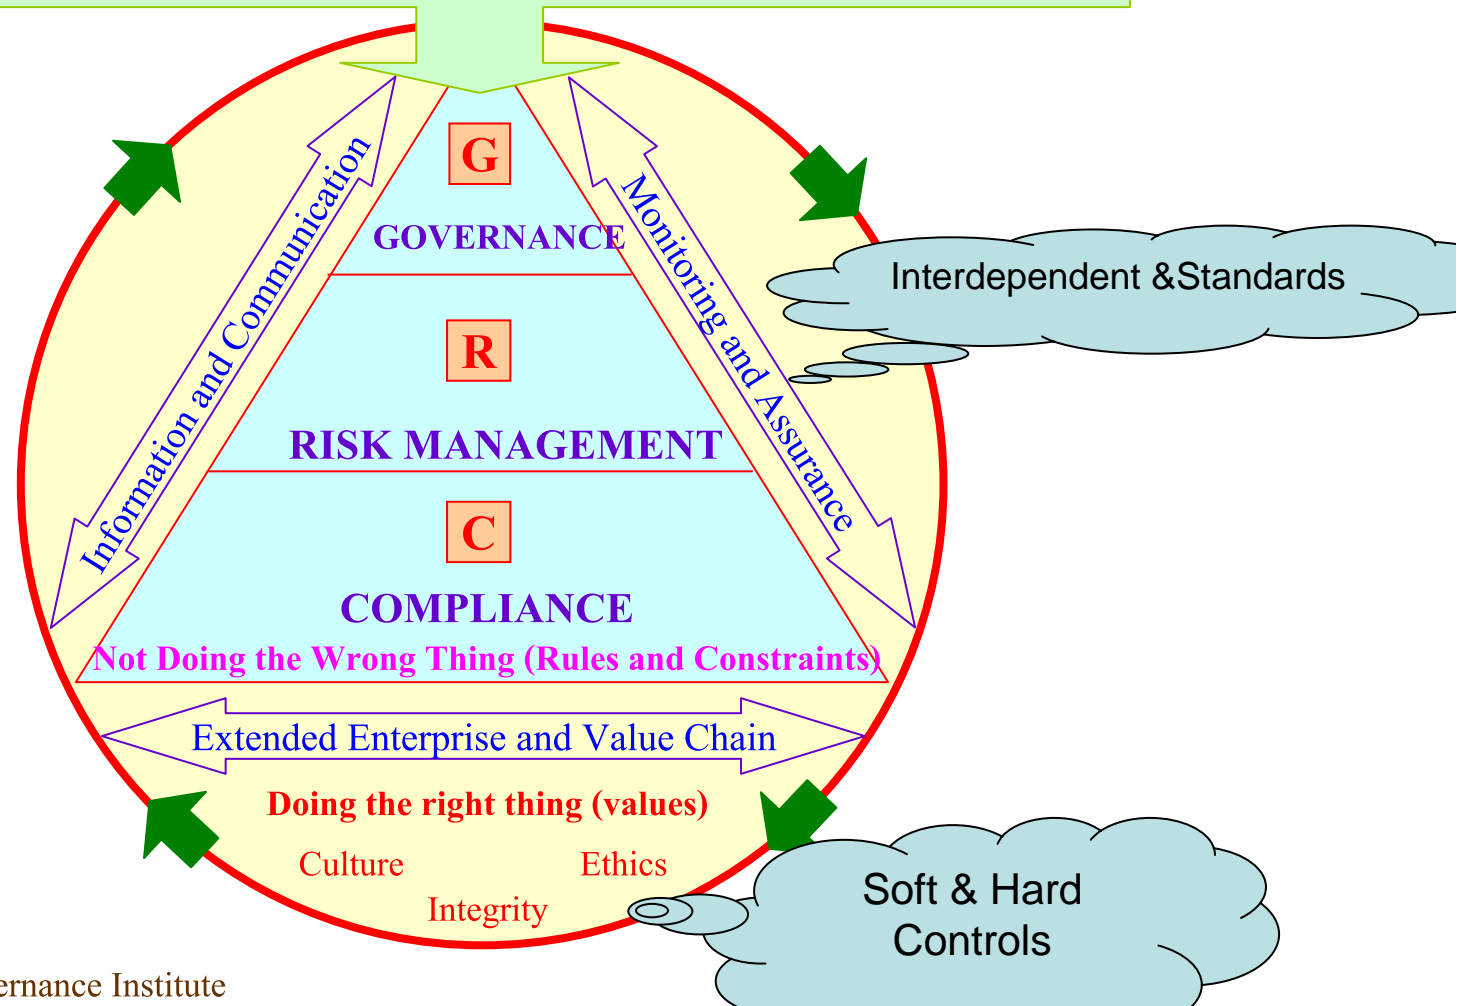 G
GOVERNANCE
Information and Communication
Monitoring and Assurance
Interdependent &Standards
R
RISK MANAGEMENT
C
COMPLIANCE
Not Doing the Wrong Thing (Rules and Constraints)
Extended Enterprise and Value Chain
Doing the right thing (values)
Culture
Ethics
Integrity
Soft & Hard
Controls
ernance Institute